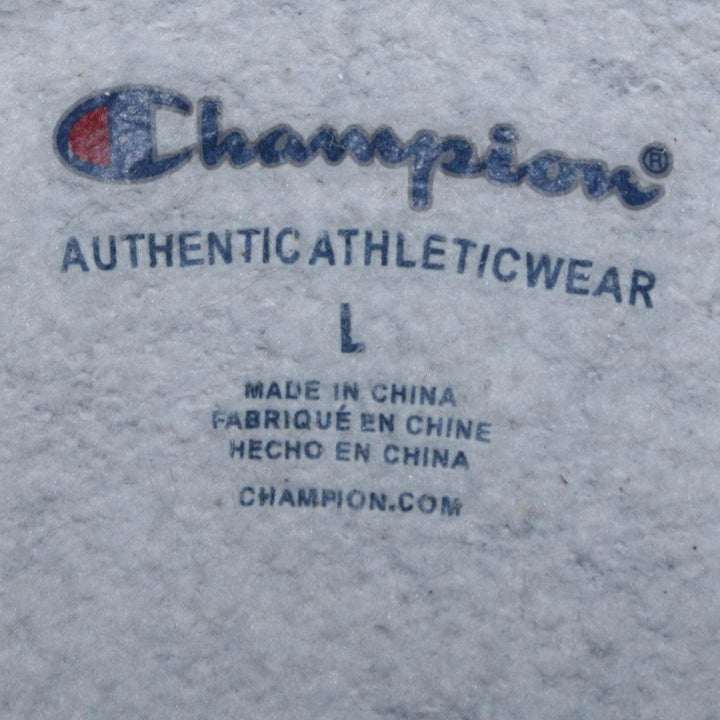 Champion®
AUTHENTIC ATHLETICWEAR
L
MADE IN CHINA
FABRIQUÉ EN CHINE
HECHO EN CHINA
CHAMPION.COM